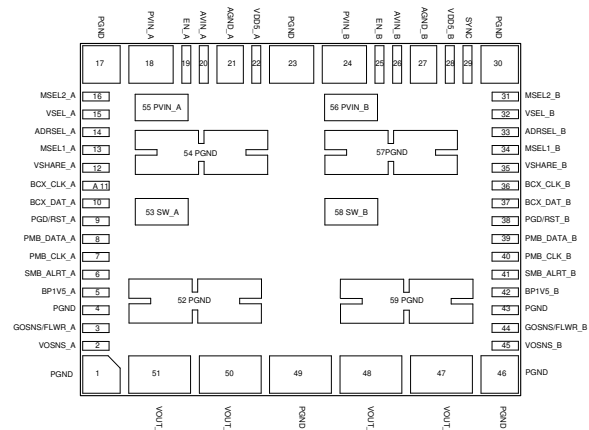 PGND PVIN_A EN_A AVIN_A AGND_A VDD5_A PGND PVIN_B EN_B AVIN_B AGND_B VDD5_B SYNC PGND
17 18 19 20 21 22 23 24 25 26 27 28 29 30
MSEL2_A 16 31 MSEL2_B
55 PVIN_A 56 PVIN_B
VSEL_A 15 32 VSEL_B
ADRSEL_A 14 33 ADRSEL_B
MSEL1_A 13 34 MSEL1_B
54 PGND 57PGND
VSHARE_A 12 35 VSHARE_B
BCX_CLK_A A 11 36 BCX_CLK_B
BCX_DAT_A 10 37 BCX_DAT_B
53 SW_A 58 SW_B
PGD/RST_A 9 38 PGD/RST_B
PMB_DATA_A 8 39 PMB_DATA_B
PMB_CLK_A 7 40 PMB_CLK_B
SMB_ALRT_A 6 41 SMB_ALRT_B
BP1V5_A 5 42 BP1V5_B
52 PGND 59 PGND
PGND 4 43 PGND
GOSNS/FLWR_A 3 44 GOSNS/FLWR_B
VOSNS_A 2 45 VOSNS_B
PGND 1 51 50 49 48 47 46 PGND
VOUT_ VOUT_ PGND VOUT_ VOUT_ PGND